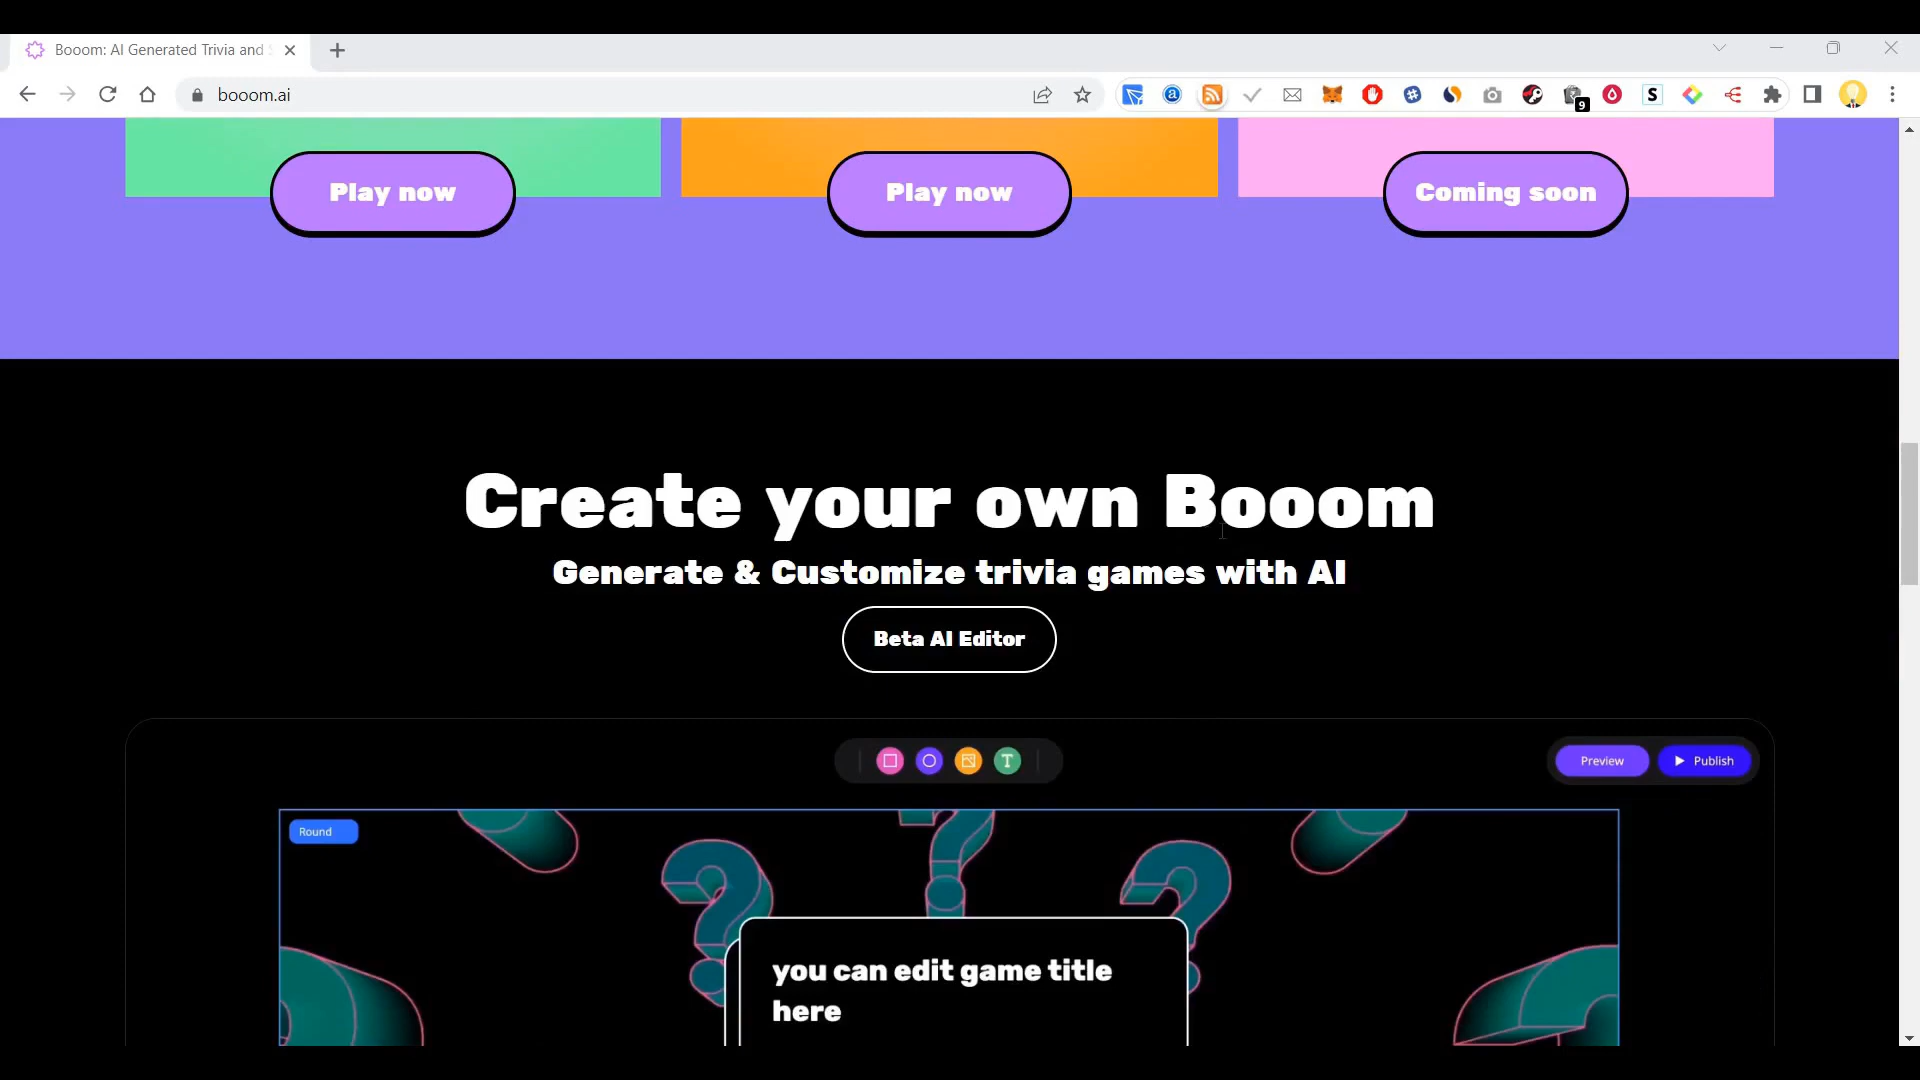 Booom: AI Generated Trivia and
booom.ai
9
Play now
Play now
Coming soon
Create your own Booom
Generate & Customize trivia games with AI
Beta AI Editor
T
Preview
Publish
Round
you can edit game title
here